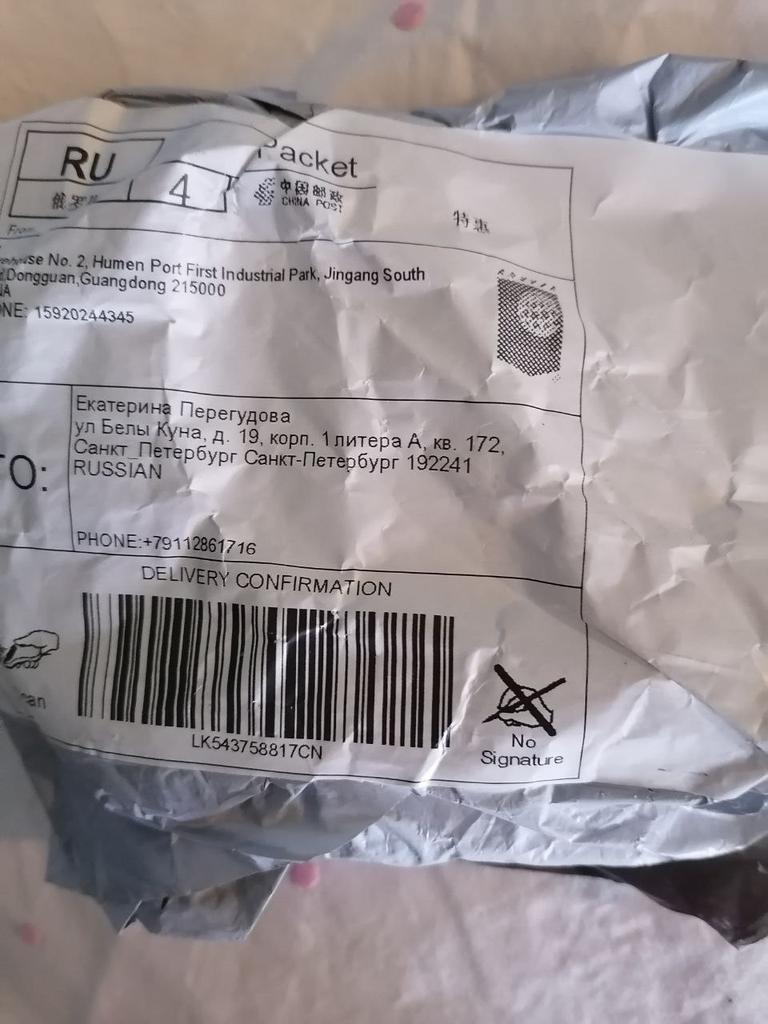 RU
Packet
4
中国邮政
CHINA POST
特惠
From
No. 2, Humen Port First Industrial Park, Jingang South
Dongguan,Guangdong 215000
15920244345
TO:
Екатерина Перегудова
ул Белы Куна, д. 19, корп. 1 литера А, кв. 172,
Санкт_Петербург Санкт-Петербург 192241
RUSSIAN
PHONE:+79112861716
DELIVERY CONFIRMATION
LK543758817CN
No
Signature